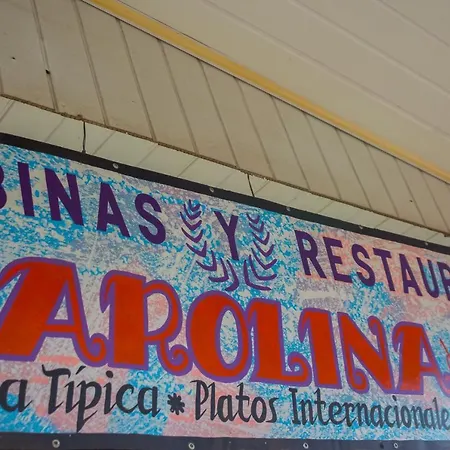 BINAS Y RESTAUR
AROLINA
a Típica * Platos Internacionale